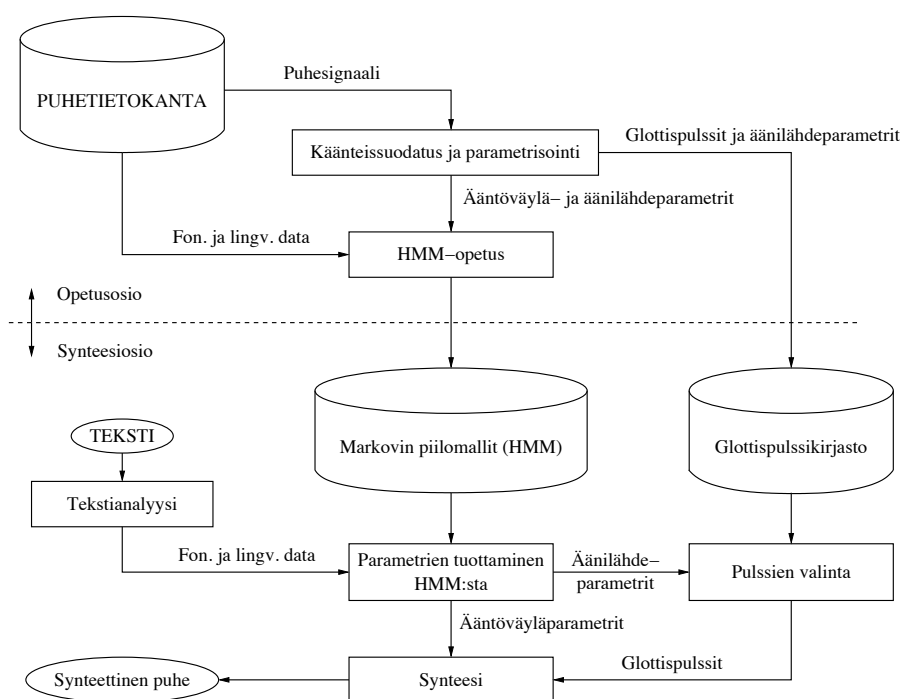 Puhesignaali
PUHETIETOKANTA
Glottispulssit ja äänilähdeparametrit
Käänteissuodatus ja parametrisointi
Ääntöväylä− ja äänilähdeparametrit
Fon. ja lingv. data
HMM−opetus
Opetusosio
Synteesiosio
TEKSTI
Markovin piilomallit (HMM)
Glottispulssikirjasto
Tekstianalyysi
Fon. ja lingv. data
Parametrien tuottaminen
HMM:sta
Äänilähde−
parametrit
Pulssien valinta
Ääntöväyläparametrit
Glottispulssit
Synteettinen puhe
Synteesi